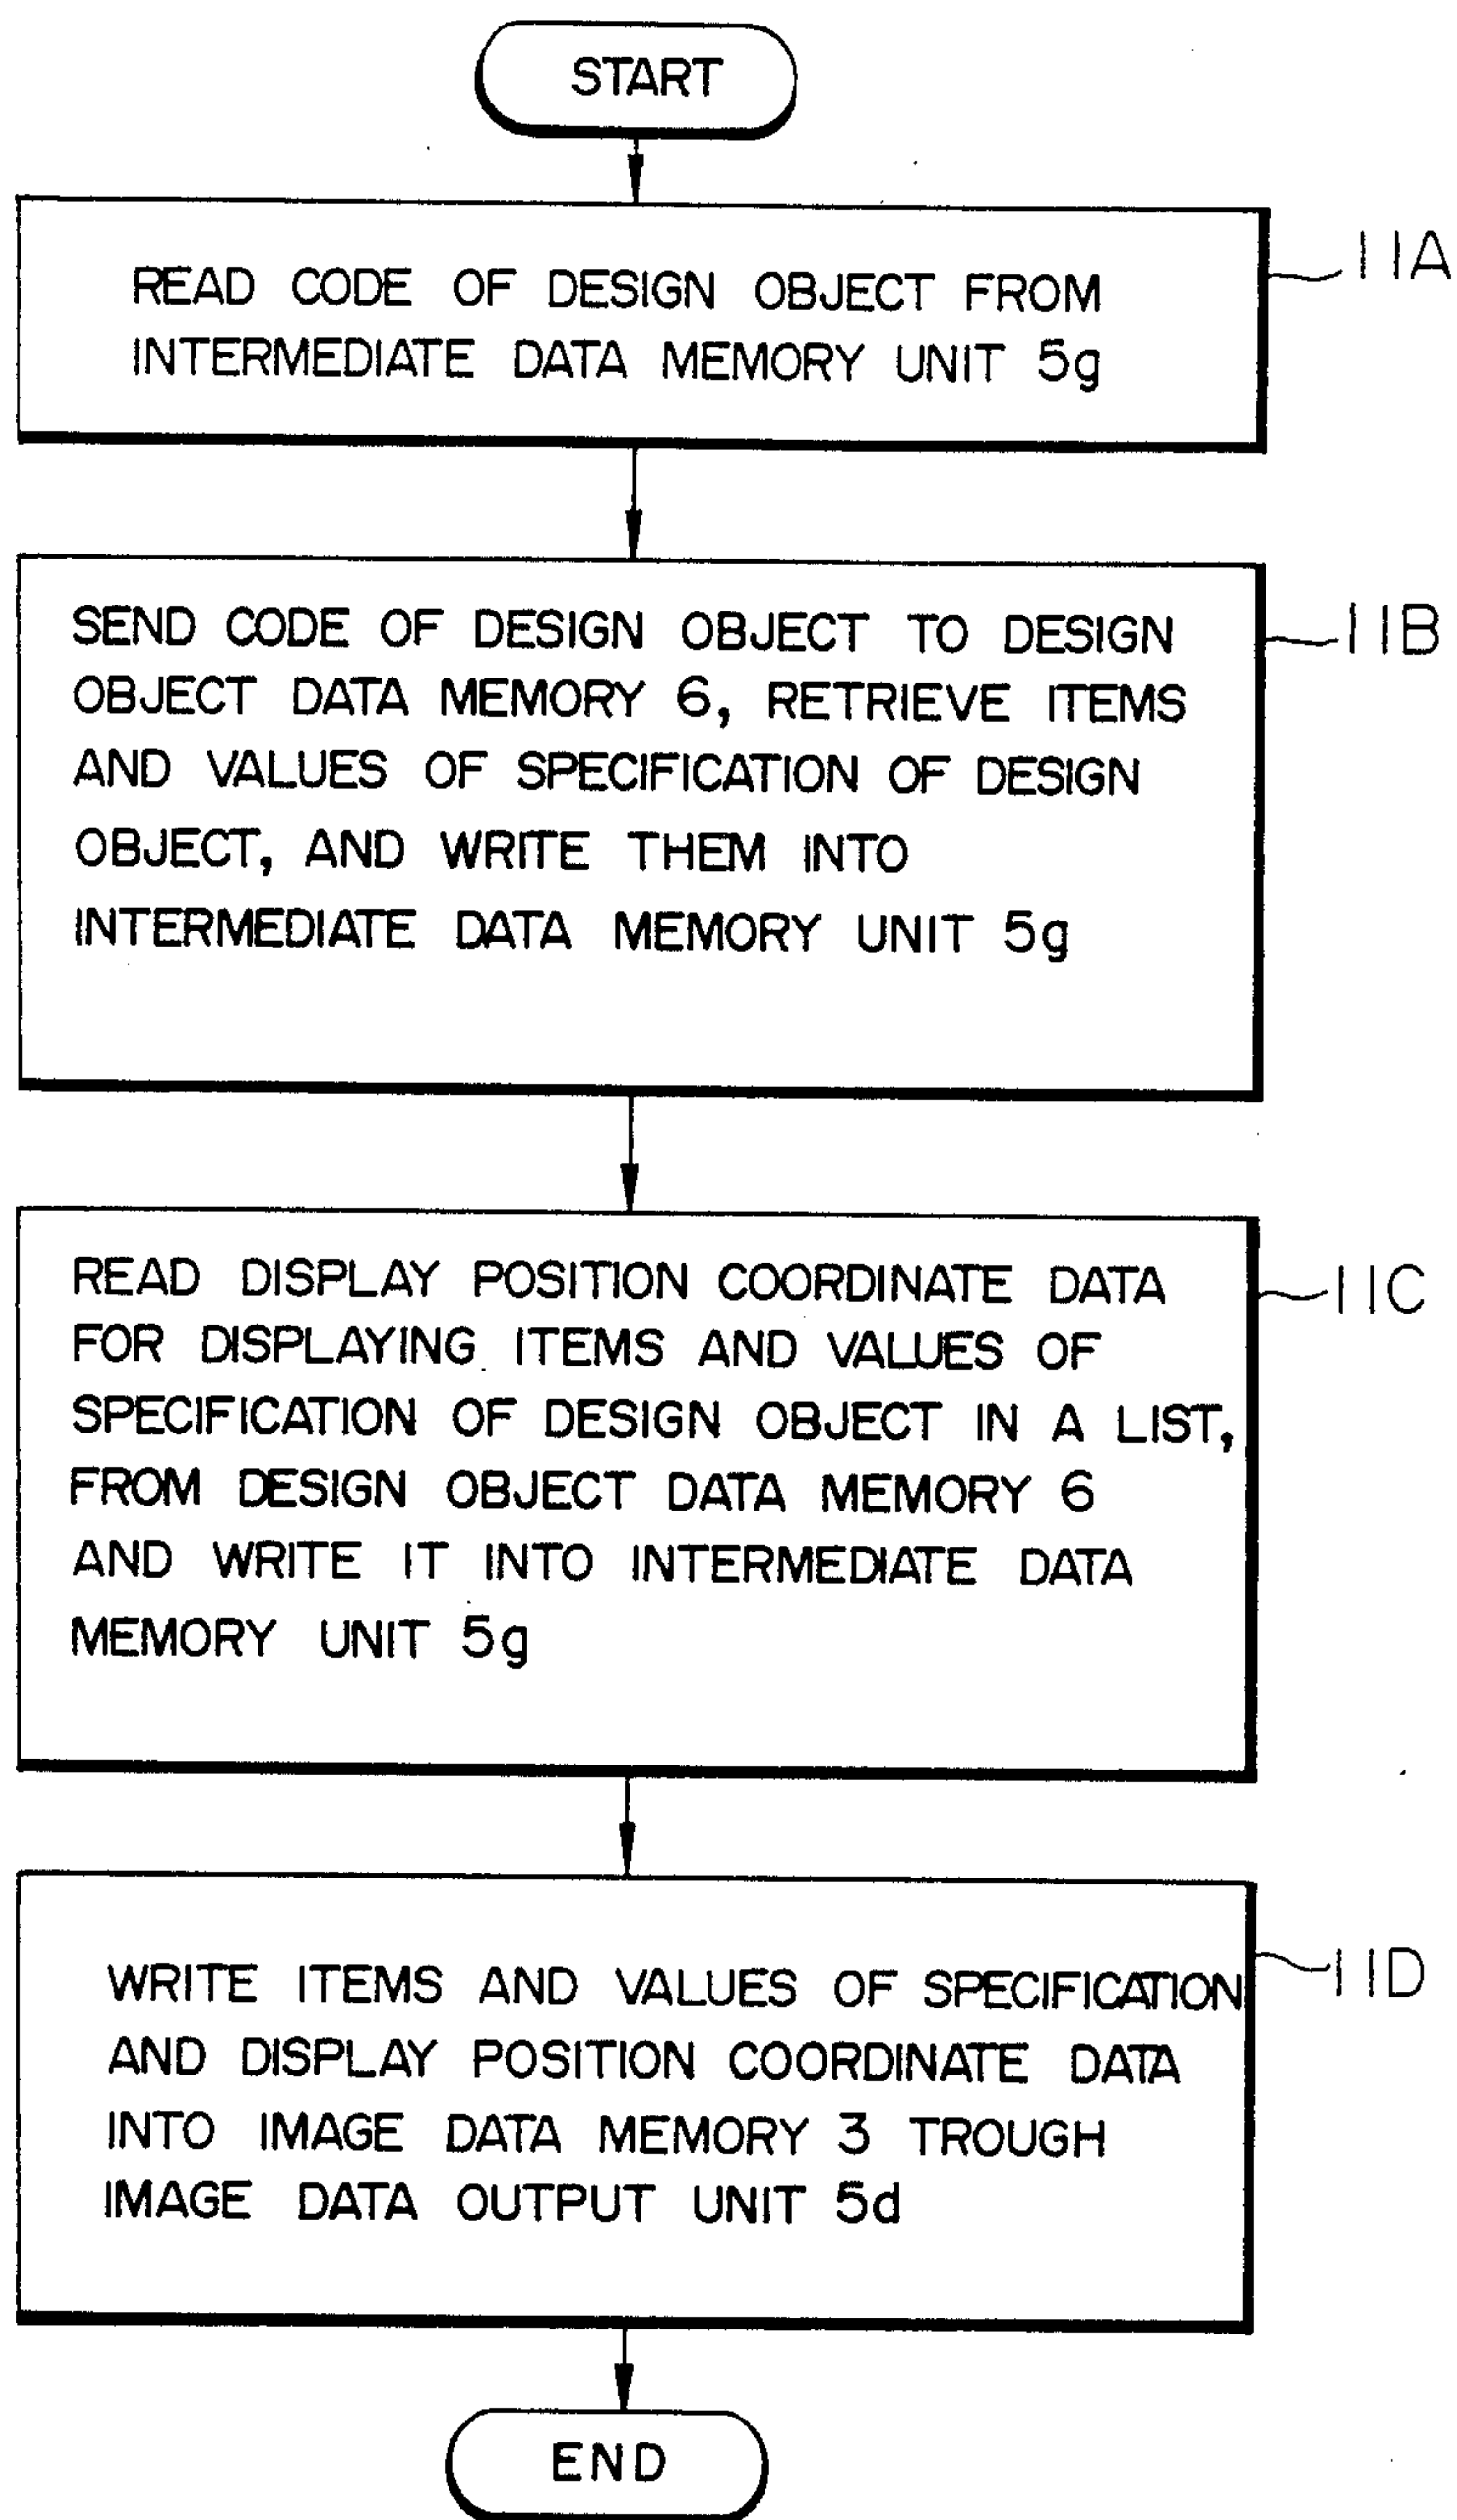 START
READ CODE OF DESIGN OBJECT FROM
INTERMEDIATE DATA MEMORY UNIT 5g
11A
SEND CODE OF DESIGN OBJECT TO DESIGN
OBJECT DATA MEMORY 6, RETRIEVE ITEMS
AND VALUES OF SPECIFICATION OF DESIGN
OBJECT, AND WRITE THEM INTO
INTERMEDIATE DATA MEMORY UNIT 5g
11B
READ DISPLAY POSITION COORDINATE DATA
FOR DISPLAYING ITEMS AND VALUES OF
SPECIFICATION OF DESIGN OBJECT IN A LIST,
FROM DESIGN OBJECT DATA MEMORY 6
AND WRITE IT INTO INTERMEDIATE DATA
MEMORY UNIT 5g
11C
WRITE ITEMS AND VALUES OF SPECIFICATION
AND DISPLAY POSITION COORDINATE DATA
INTO IMAGE DATA MEMORY 3 TROUGH
IMAGE DATA OUTPUT UNIT 5d
11D
END